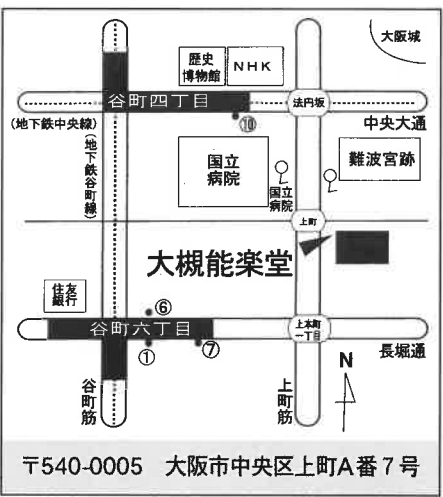 大阪城
歴史
博物館
NHK
谷町四丁目
法円坂
(地下鉄中央線)
⑩
中央大通
(地下鉄谷町線)
国立
病院
国立
病院
難波宮跡
上町
大槻能楽堂
住友
銀行
⑥
谷町六丁目
上本町
一丁目
①
⑦
長堀通
谷町筋
上町筋
N
〒540-0005 大阪市中央区上町A番7号